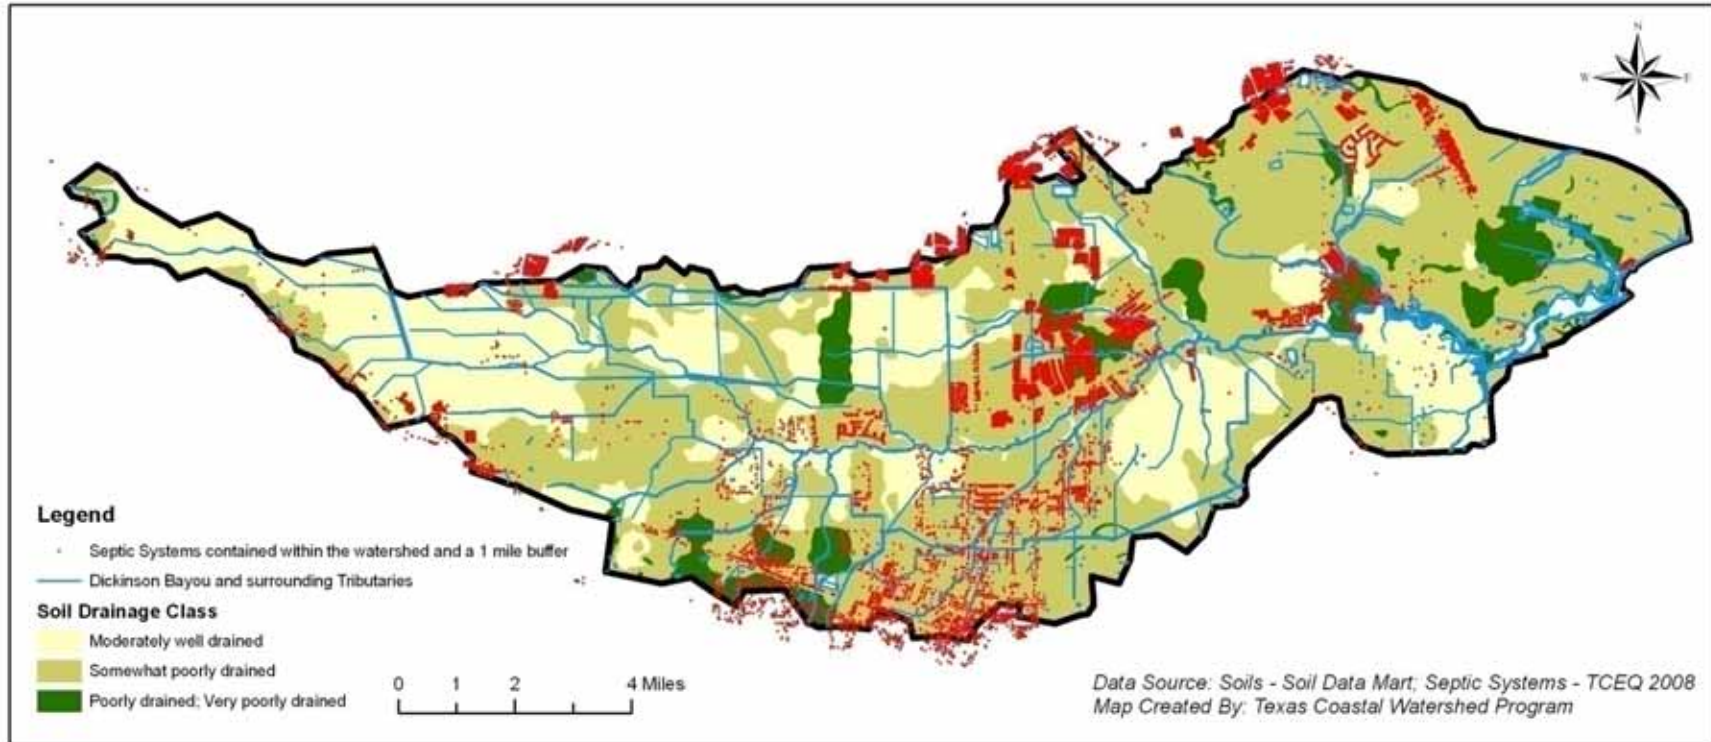 N
W E
S
Legend
Septic Systems contained within the watershed and a 1 mile buffer
Dickinson Bayou and surrounding Tributaries
Soil Drainage Class
Moderately well drained
Somewhat poorly drained
Poorly drained; Very poorly drained
0 1 2 4 Miles
Data Source: Soils - Soil Data Mart; Septic Systems - TCEQ 2008
Map Created By: Texas Coastal Watershed Program